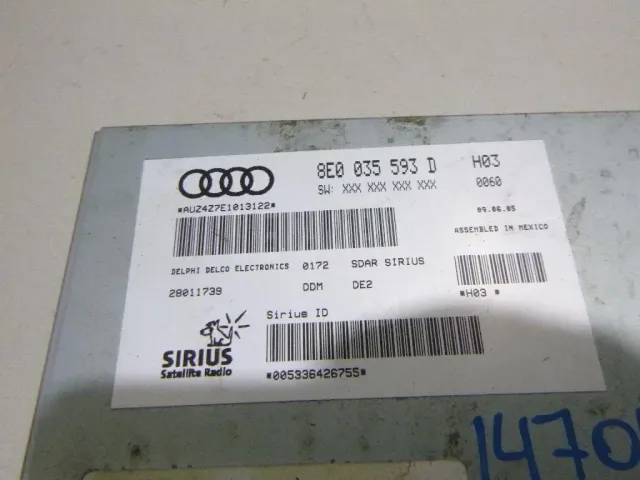 8E0 035 593 D H03
SW: XXX XXX XXX XXX 0060
*AUZ4Z7E1013122*
09.06.05
ASSEMBLED IN MEXICO
DELPHI DELCO ELECTRONICS 0172 SDAR SIRIUS
28011739 DDM DE2
*H03 *
Sirius ID
SIRIUS
Satellite Radio
*005336426755*
1470